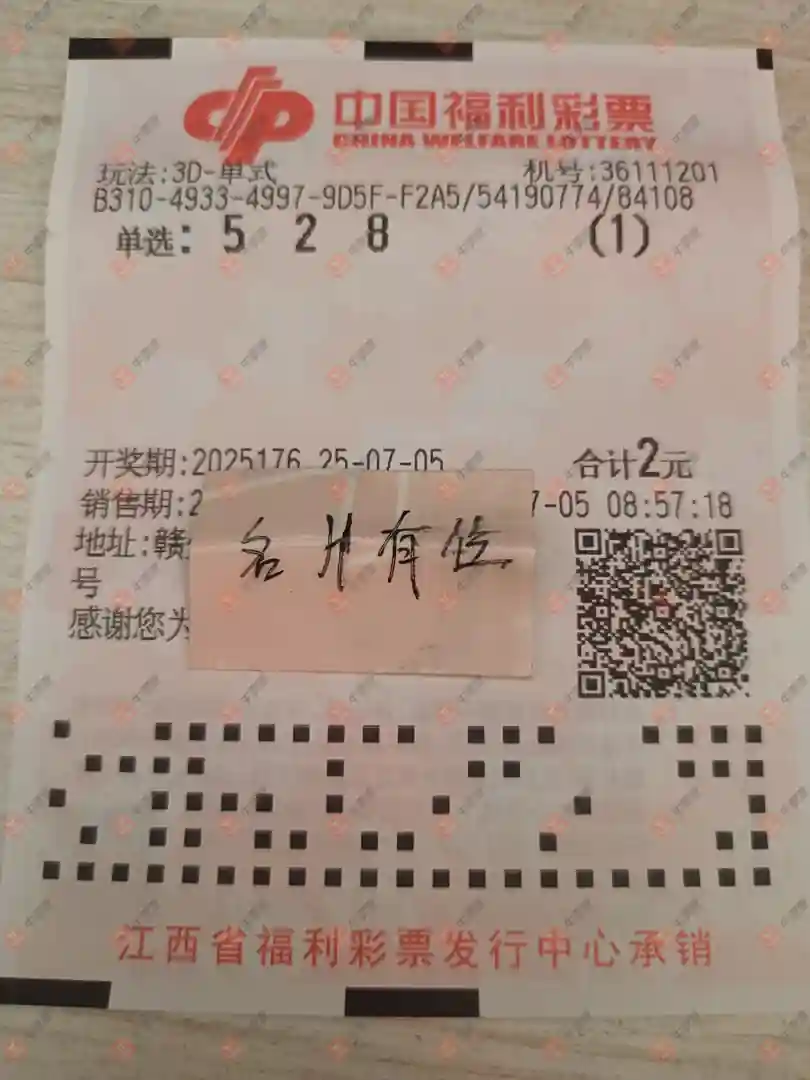 中国福利彩票
CHINA WELFARE LOTTERY
玩法:3D-单式 机号:36111201
B310-4933-4997-9D5F-F2A5/54190774/84108
单选: 5 2 8 (1)
开奖期:2025176 25-07-05 合计2元
销售期:2 7-05 08:57:18
地址:赣
号
感谢您为
名片有位
江西省福利彩票发行中心承销